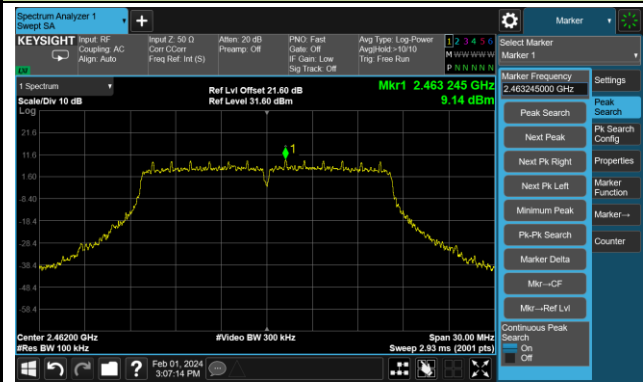 Spectrum Analyzer 1
Swept SA
+
Marker
KEYSIGHT
Input: RF
Coupling: AC
Align: Auto
Input Z: 50 Ω
Corr CCorr
Freq Ref: Int (S)
Atten: 20 dB
Preamp: Off
PNO: Fast
Gate: Off
IF Gain: Low
Sig Track: Off
Avg Type: Log-Power
Avg|Hold:>10/10
Trig: Free Run
1 2 3 4 5 6
M W W W W W
P N N N N N
LXI
Select Marker
Marker 1
1 Spectrum
Scale/Div 10 dB
Log
Ref Lvl Offset 21.60 dB
Ref Level 31.60 dBm
Mkr1 2.463 245 GHz
9.14 dBm
1
21.6
11.6
1.60
-8.40
-18.4
-28.4
-38.4
-48.4
-58.4
Center 2.46200 GHz
#Res BW 100 kHz
#Video BW 300 kHz
Span 30.00 MHz
Sweep 2.93 ms (2001 pts)
Marker Frequency
2.463245000 GHz
Peak Search
Next Peak
Next Pk Right
Next Pk Left
Minimum Peak
Pk-Pk Search
Marker Delta
Mkr→CF
Mkr→Ref Lvl
Continuous Peak
Search
On
Off
Settings
Peak
Search
Pk Search
Config
Properties
Marker
Function
Marker→
Counter
?
Feb 01, 2024
3:07:14 PM